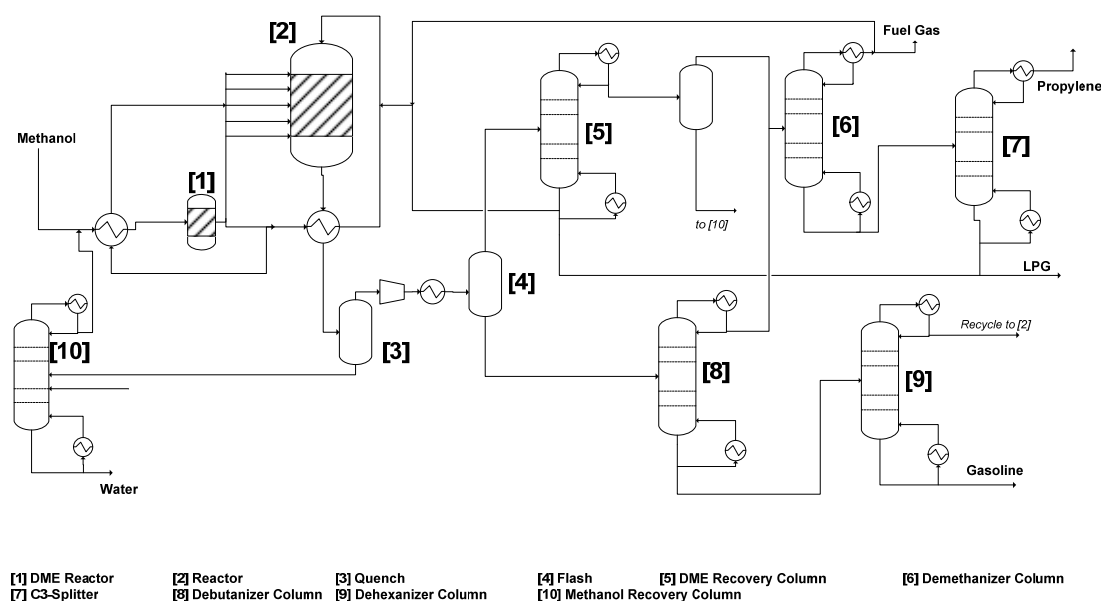 [2]
Fuel Gas
Propylene
[5]
[6]
[7]
Methanol
[1]
to [10]
LPG
[4]
[10]
[3]
[8]
[9]
Recycle to [2]
Gasoline
Water
[1] DME Reactor [2] Reactor [3] Quench [4] Flash [5] DME Recovery Column [6] Demethanizer Column
[7] C3-Splitter [8] Debutanizer Column [9] Dehexanizer Column [10] Methanol Recovery Column